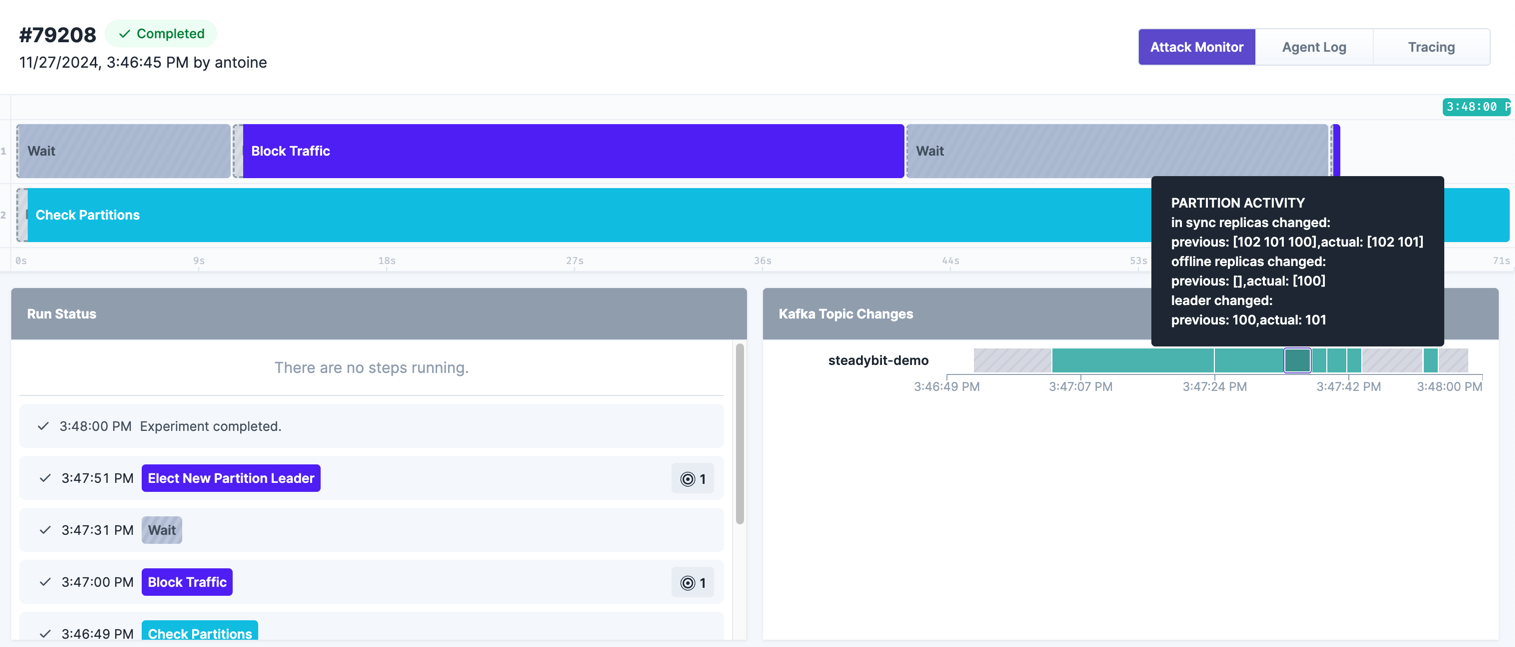 #79208
Completed
11/27/2024, 3:46:45 PM by antoine
Attack Monitor
Agent Log
Tracing
3:48:00 P
1
Wait
Block Traffic
Wait
2
Check Partitions
0s
9s
18s
27s
36s
44s
53s
71s
PARTITION ACTIVITY
in sync replicas changed:
previous: [102 101 100],actual: [102 101]
offline replicas changed:
previous: [],actual: [100]
leader changed:
previous: 100,actual: 101
Run Status
There are no steps running.
3:48:00 PM Experiment completed.
3:47:51 PM Elect New Partition Leader 1
3:47:31 PM Wait
3:47:00 PM Block Traffic 1
3:46:49 PM Check Partitions
Kafka Topic Changes
steadybit-demo
3:46:49 PM
3:47:07 PM
3:47:24 PM
3:47:42 PM
3:48:00 PM